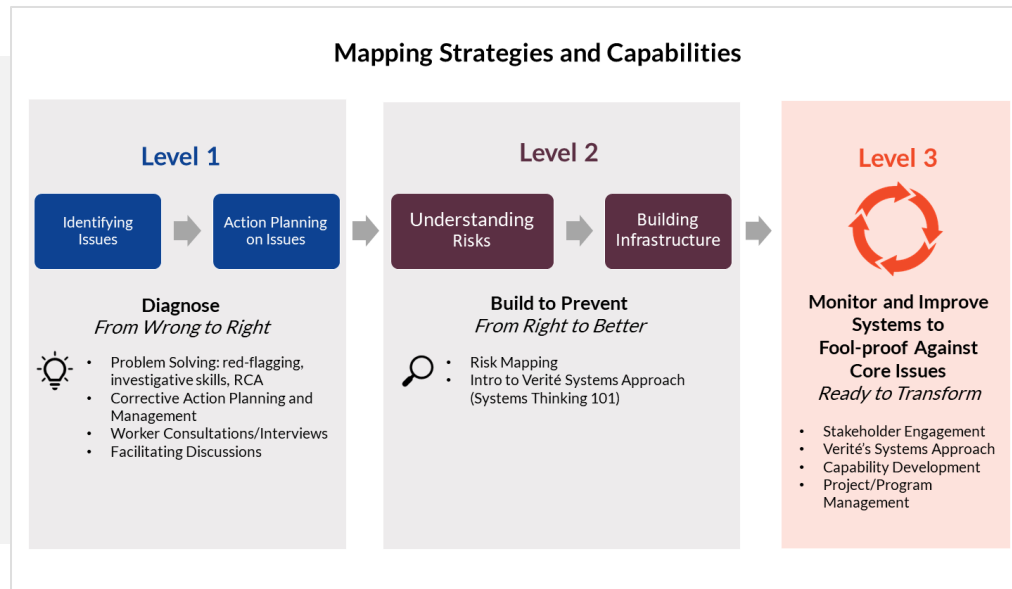 Mapping Strategies and Capabilities
Level 1
Identifying
Issues
Action Planning
on Issues
Diagnose
From Wrong to Right
• Problem Solving: red-flagging,
investigative skills, RCA
• Corrective Action Planning and
Management
• Worker Consultations/Interviews
• Facilitating Discussions
Level 2
Understanding
Risks
Building
Infrastructure
Build to Prevent
From Right to Better
• Risk Mapping
• Intro to Verité Systems Approach
(Systems Thinking 101)
Level 3
Monitor and Improve
Systems to
Fool-proof Against
Core Issues
Ready to Transform
• Stakeholder Engagement
• Verité's Systems Approach
• Capability Development
• Project/Program
Management